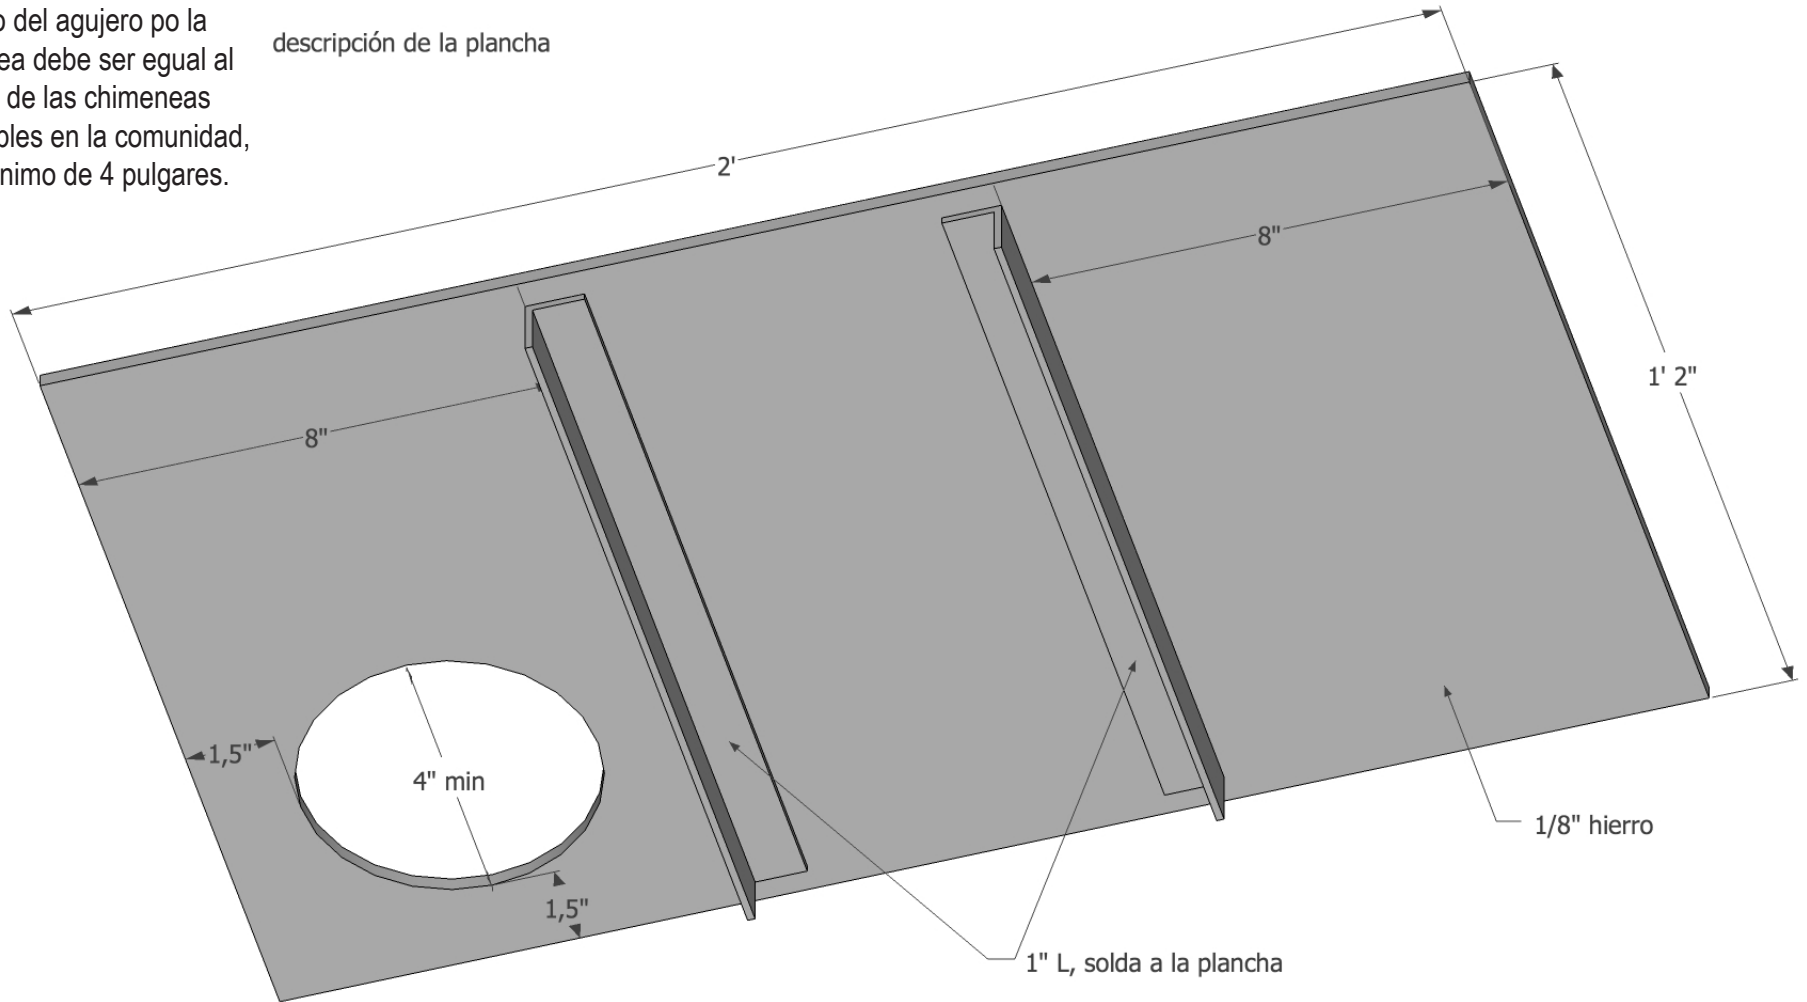 o del agujero po la
ea debe ser egual al
de las chimeneas
bles en la comunidad,
nimo de 4 pulgares.
descripción de la plancha
2'
8"
8"
1' 2"
1,5"
4" min
1,5"
1/8" hierro
1" L, solda a la plancha